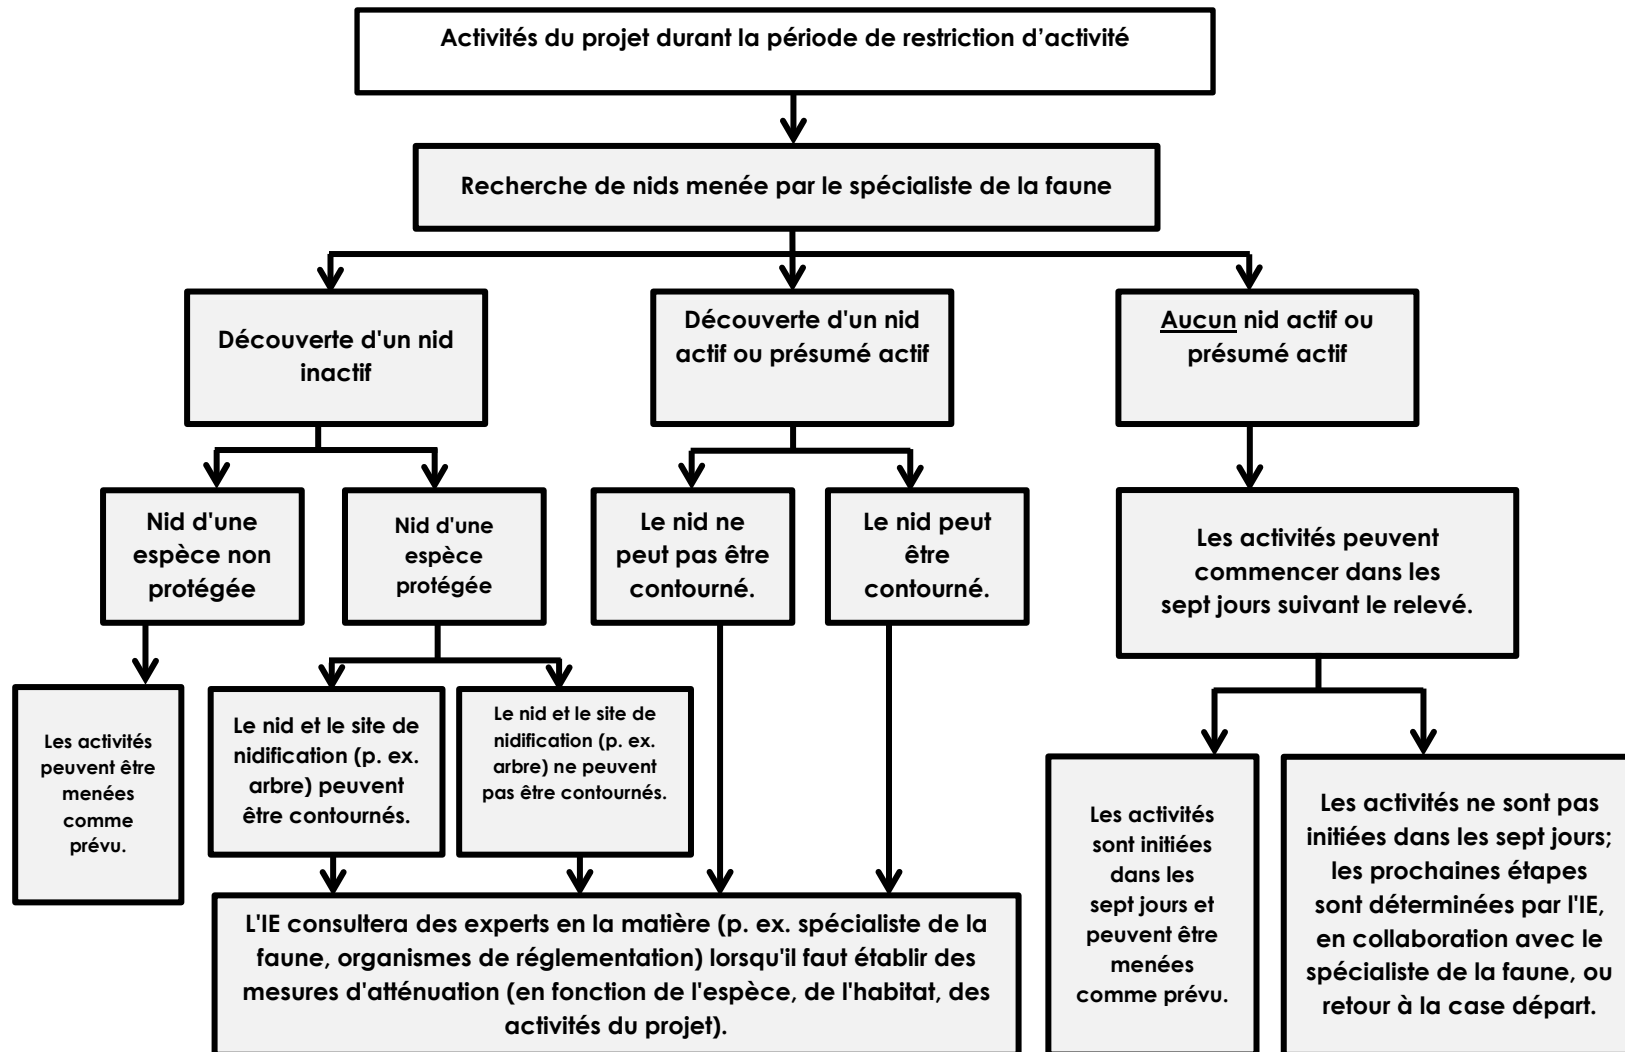 Activités du projet durant la période de restriction d’activité
Recherche de nids menée par le spécialiste de la faune
Découverte d'un nid
inactif
Découverte d'un nid
actif ou présumé actif
Aucun nid actif ou
présumé actif
Nid d'une
espèce non
protégée
Nid d'une
espèce
protégée
Le nid ne
peut pas être
contourné.
Le nid peut
être
contourné.
Les activités peuvent
commencer dans les
sept jours suivant le relevé.
Les activités
peuvent être
menées
comme
prévu.
Le nid et le site de
nidification (p. ex.
arbre) peuvent
être contournés.
Le nid et le site de
nidification (p. ex.
arbre) ne peuvent
pas être contournés.
Les activités
sont initiées
dans les
sept jours et
peuvent être
menées
comme prévu.
Les activités ne sont pas
initiées dans les sept jours;
les prochaines étapes
sont déterminées par l'IE,
en collaboration avec le
spécialiste de la faune, ou
retour à la case départ.
L'IE consultera des experts en la matière (p. ex. spécialiste de la
faune, organismes de réglementation) lorsqu'il faut établir des
mesures d'atténuation (en fonction de l'espèce, de l'habitat, des
activités du projet).